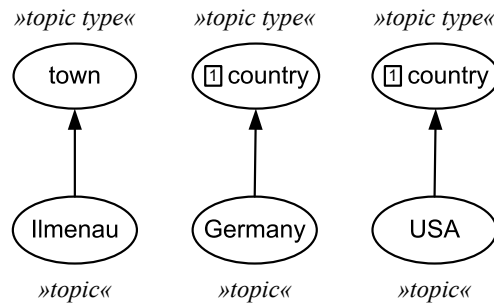 »topic type« »topic type« »topic type«
town 1 country 1 country
Ilmenau Germany USA
»topic« »topic« »topic«